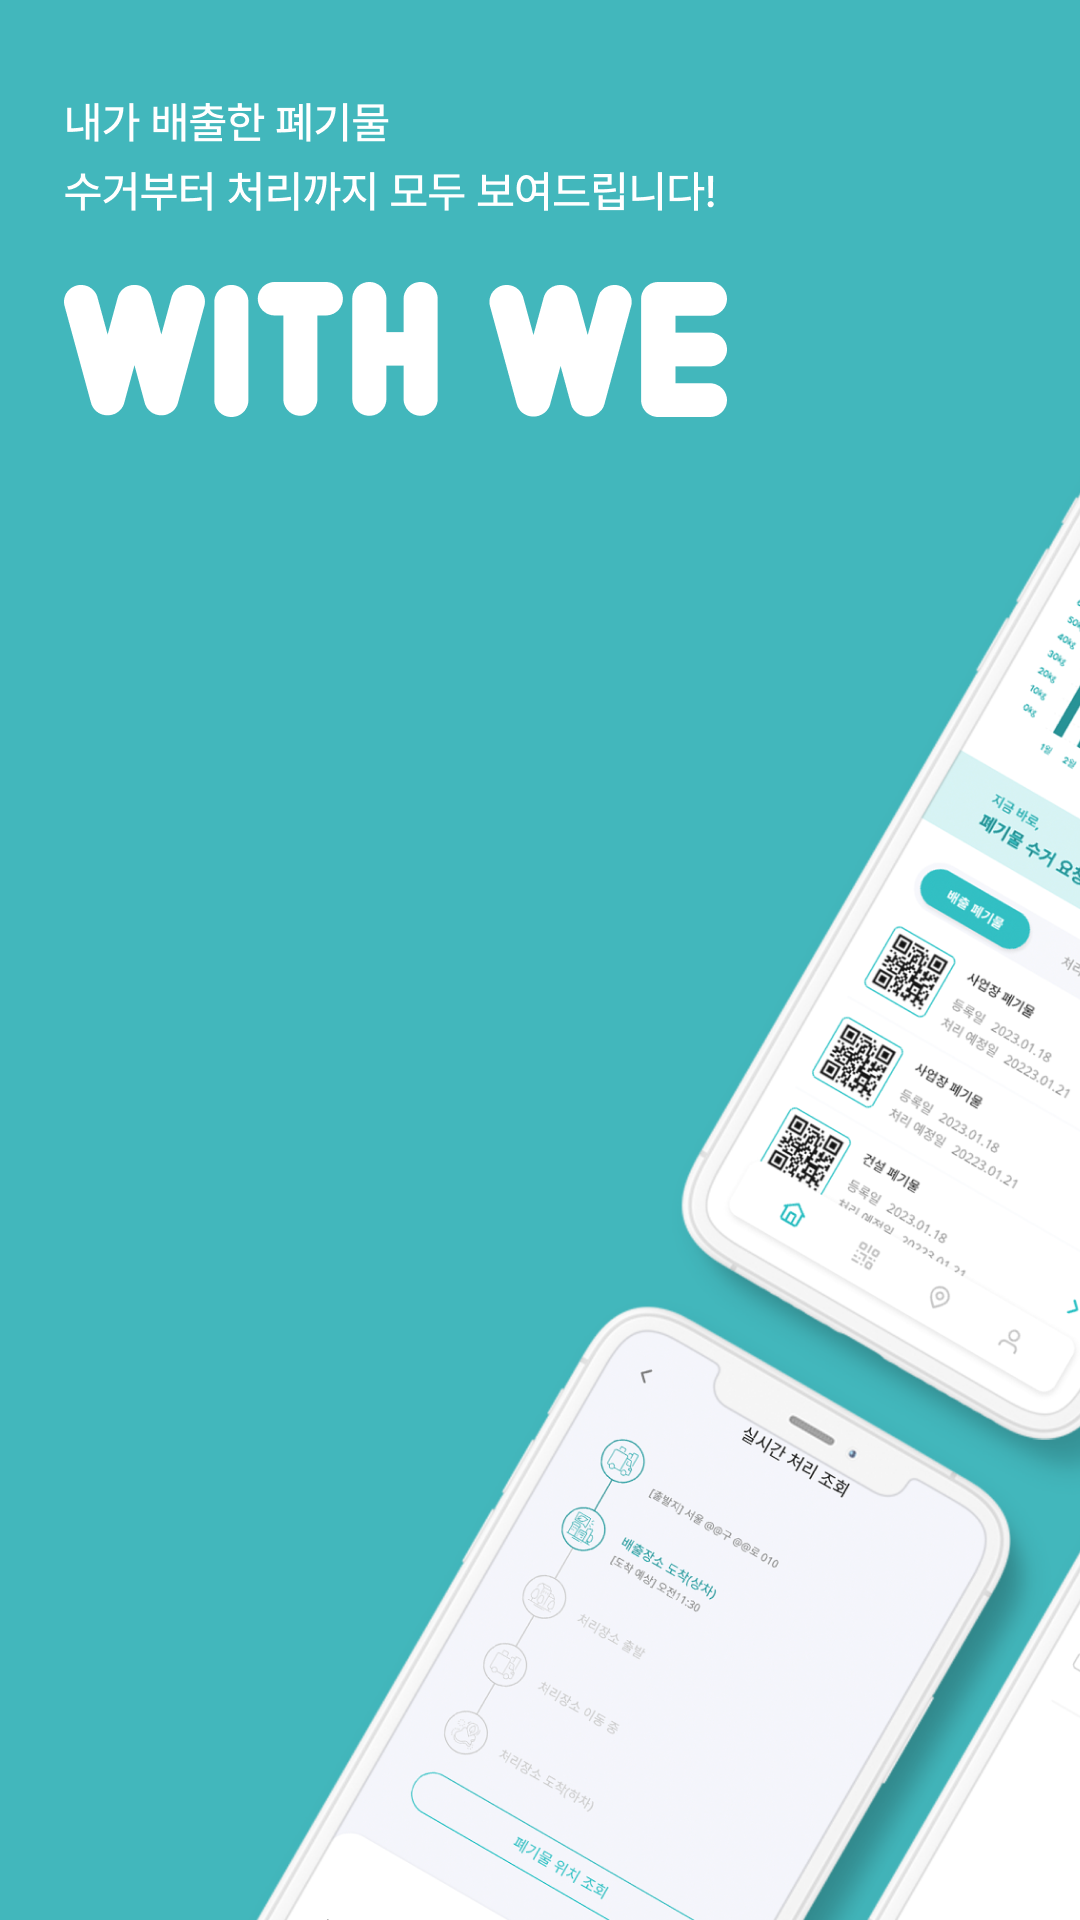 내가 배출한 폐기물
수거부터 처리까지 모두 보여드립니다!
WITH WE
40kg
30kg
20kg
10kg
0kg
1월 2월
지금 바로,
폐기물 수거 요청
배출 폐기물
사업장 폐기물
등록일 2023.01.18
처리 예정일 20223.01.21
사업장 폐기물
등록일 2023.01.18
처리 예정일 20223.01.21
건설 폐기물
등록일 2023.01.18
처리 예정일 20223.01.21
실시간 처리 조회
[출발지] 서울 @@구 @@로 010
배출장소 도착(상차)
[도착 예상] 오전11:30
처리장소 출발
처리장소 이동 중
처리장소 도착(하차)
폐기물 위치 조회